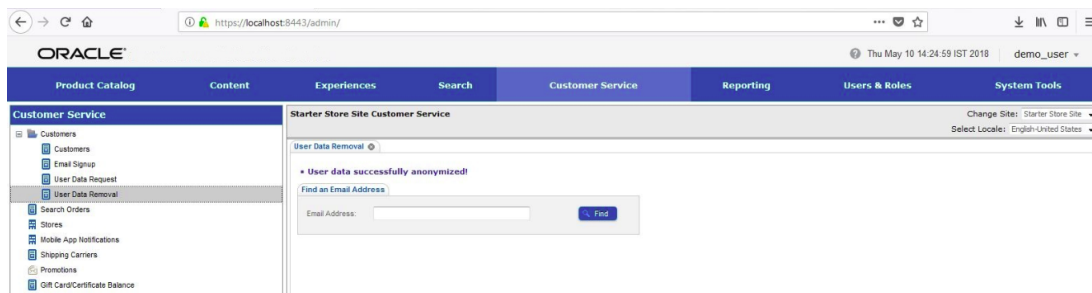 https://localhost:8443/admin/
ORACLE
Thu May 10 14:24:59 IST 2018
demo_user
Product Catalog
Content
Experiences
Search
Customer Service
Reporting
Users & Roles
System Tools
Customer Service
Customers
Customers
Email Signup
User Data Request
User Data Removal
Search Orders
Stores
Mobile App Notifications
Shipping Carriers
Promotions
Gift Card/Certificate Balance
Starter Store Site Customer Service
Change Site: Starter Store Site
Select Locale: English-United States
User Data Removal
• User data successfully anonymized!
Find an Email Address
Email Address:
Find